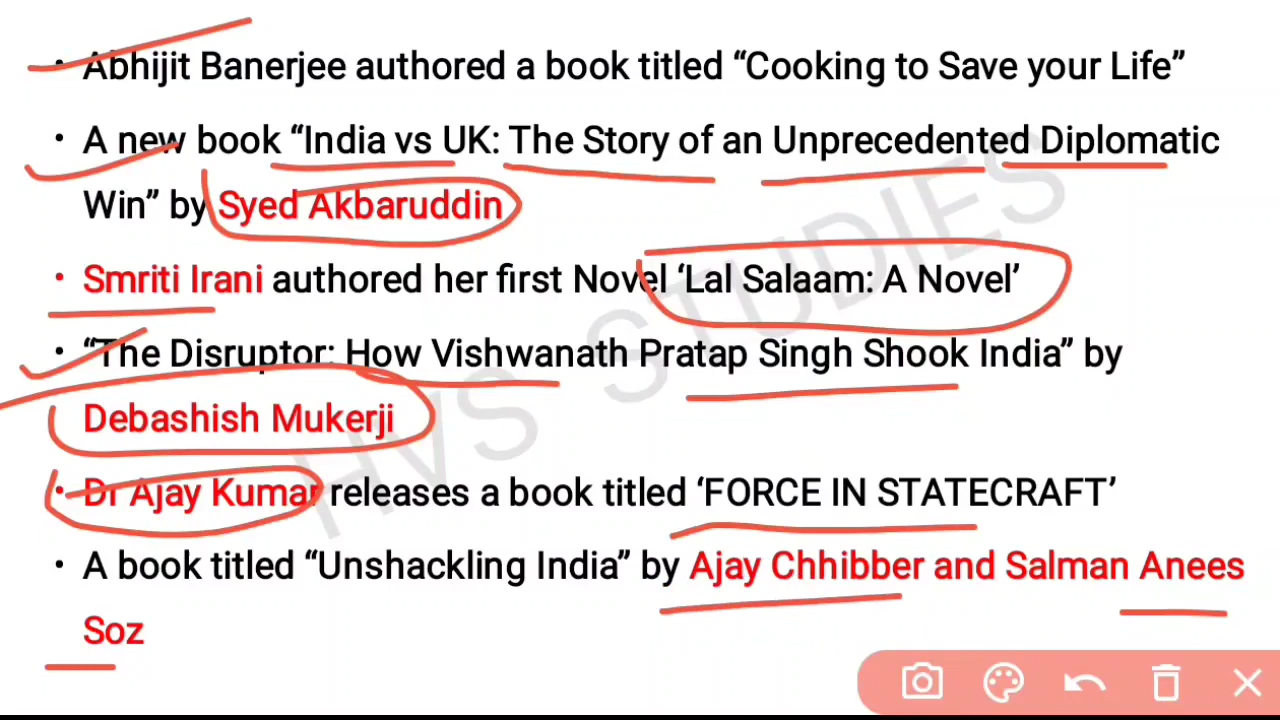 • Abhijit Banerjee authored a book titled “Cooking to Save your Life”
• A new book “India vs UK: The Story of an Unprecedented Diplomatic
Win” by Syed Akbaruddin
• Smriti Irani authored her first Novel ‘Lal Salaam: A Novel’
• “The Disruptor: How Vishwanath Pratap Singh Shook India” by
Debashish Mukerji
• Dr Ajay Kumar releases a book titled ‘FORCE IN STATECRAFT’
• A book titled “Unshackling India” by Ajay Chhibber and Salman Anees
Soz
HVS STUDIES